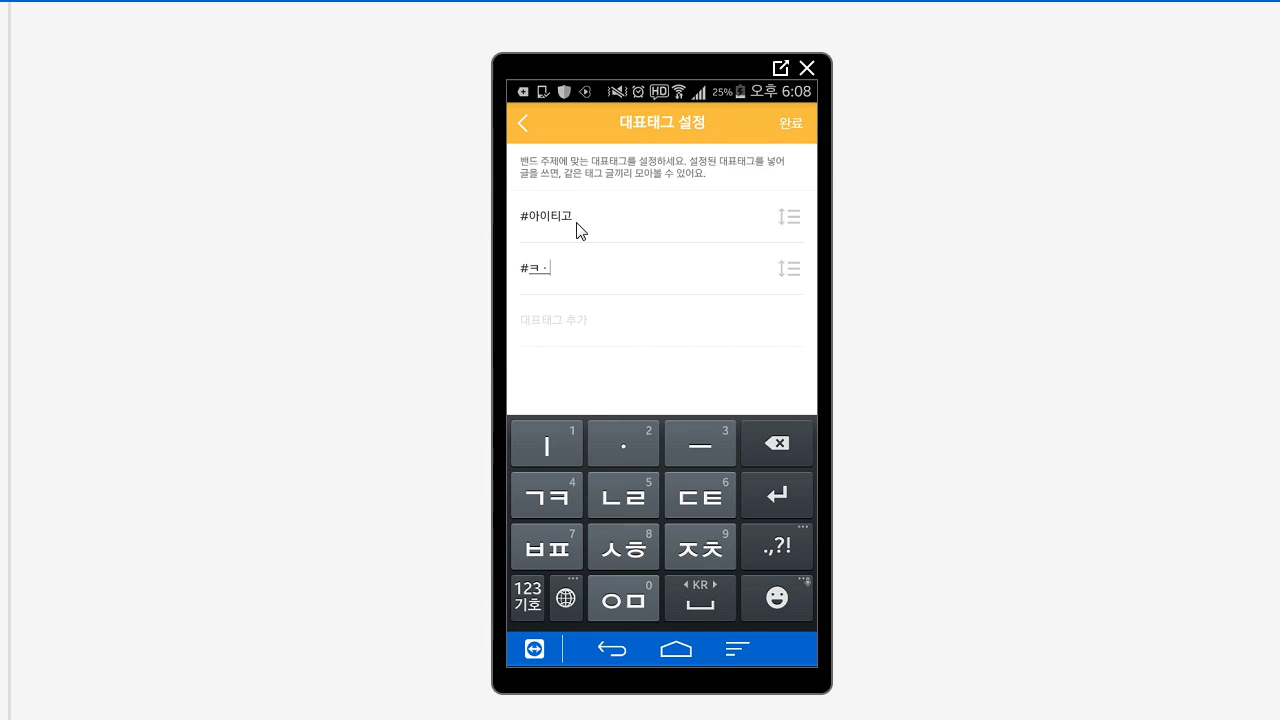 HD 25% 오후 6:08
대표태그 설정 완료
밴드 주제에 맞는 대표태그를 설정하세요. 설정된 대표태그를 넣어
글을 쓰면, 같은 태그 글끼리 모아볼 수 있어요.
#아이티고
#ㅋㆍ
대표태그 추가
ㅣ 1 ㆍ 2 ㅡ 3
ㄱㅋ 4 ㄴㄹ 5 ㄷㅌ 6
ㅂㅍ 7 ㅅㅎ 8 ㅈㅊ 9 .,?!
123 기호 ㅇㅁ 0 KR